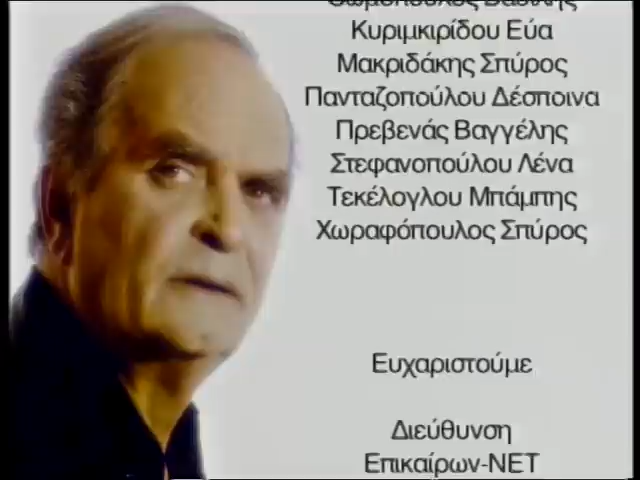 Κυριμκιρίδου Εύα
Μακριδάκης Σπύρος
Πανταζοπούλου Δέσποινα
Πρεβενάς Βαγγέλης
Στεφανοπούλου Λένα
Τεκέλογλου Μπάμπης
Χωραφόπουλος Σπύρος
Ευχαριστούμε
Διεύθυνση
Επικαίρων-ΝΕΤ